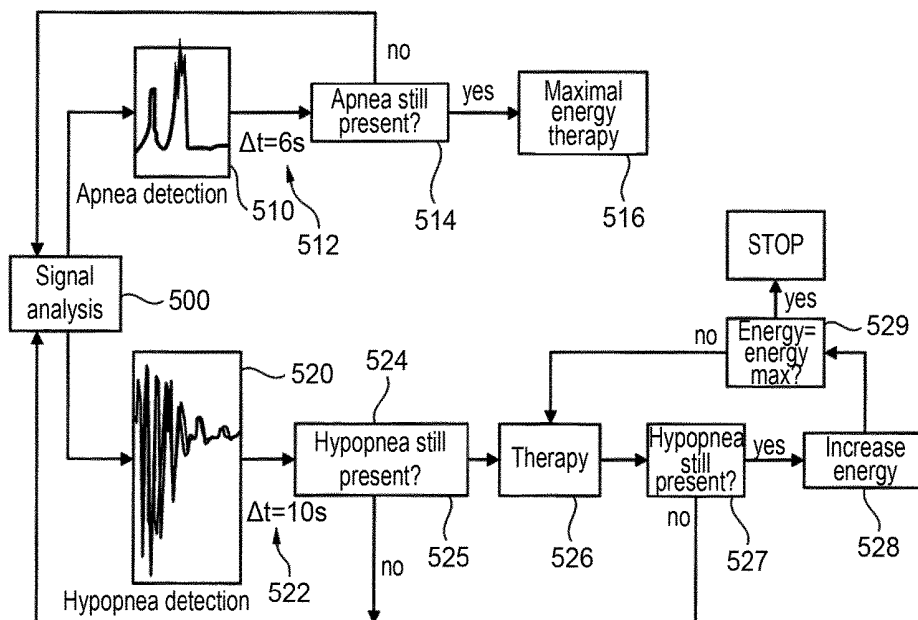 no
Apnea still
present?
yes
Maximal
energy
therapy
Δt=6s
Apnea detection
510
512
514
516
STOP
Signal
analysis
500
yes
no
Energy=
energy
max?
529
520
524
Hypopnea still
present?
Therapy
Hypopnea
still
present?
yes
Increase
energy
Δt=10s
no
525
526
no
527
528
Hypopnea detection
522